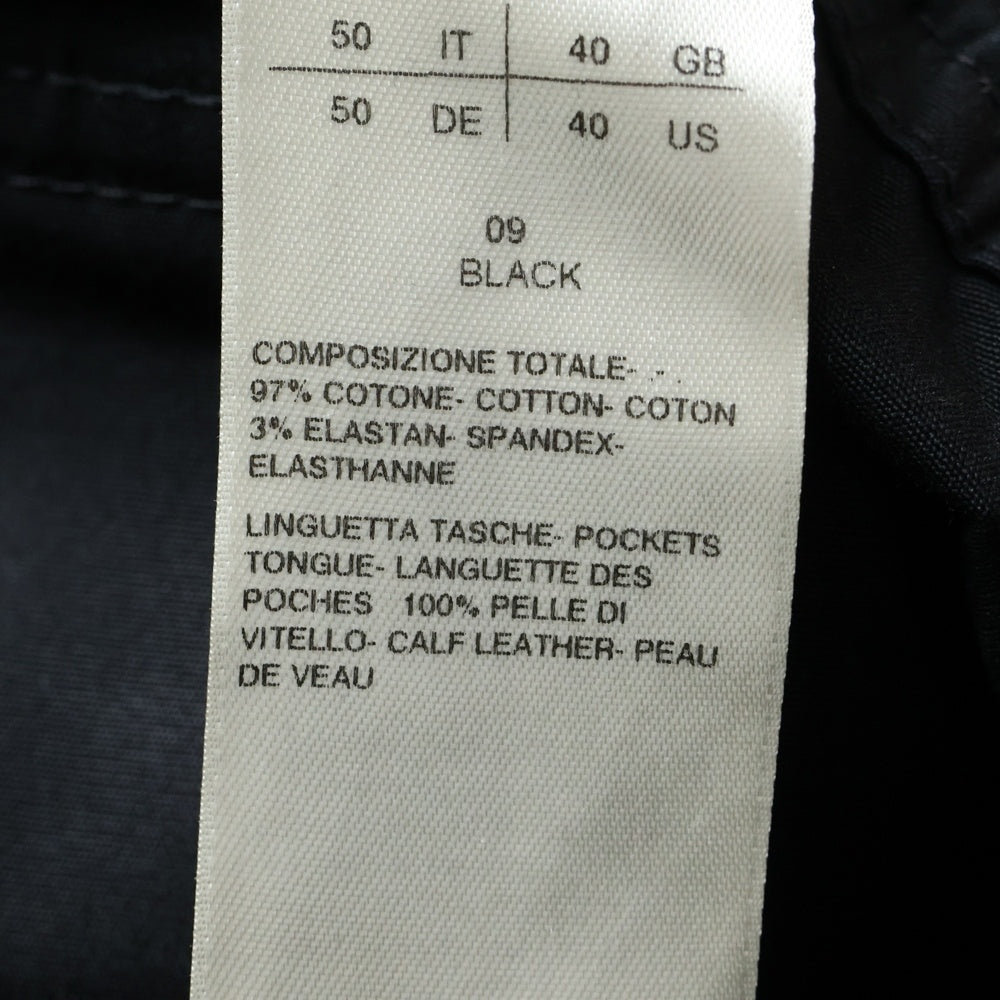 50 IT 40 GB
50 DE 40 US
09
BLACK
COMPOSIZIONE TOTALE- .- .
97% COTONE- COTTON- COTON
3% ELASTAN- SPANDEX-
ELASTHANNE
LINGUETTA TASCHE- POCKETS
TONGUE- LANGUETTE DES
POCHES 100% PELLE DI
VITELLO- CALF LEATHER- PEAU
DE VEAU